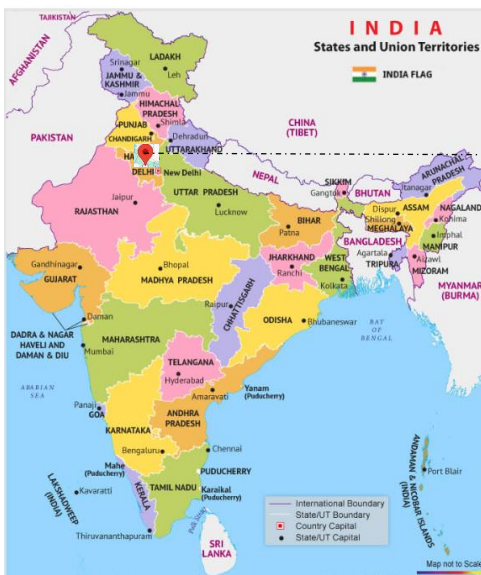 INDIA
States and Union Territories
INDIA FLAG
TAJIKISTAN
AFGHANISTAN
PAKISTAN
CHINA
(TIBET)
NEPAL
BHUTAN
BANGLADESH
MYANMAR
(BURMA)
SRI
LANKA
LADAKH
Leh
Srinagar
JAMMU &
KASHMIR
Jammu
HIMACHAL
PRADESH
Shimla
PUNJAB
CHANDIGARH
Dehradun
UTTARAKHAND
HA
DELHI
New Delhi
RAJASTHAN
Jaipur
UTTAR PRADESH
Lucknow
BIHAR
Patna
SIKKIM
Gangtok
ARUNACHAL
PRADESH
Itanagar
ASSAM
Dispur
NAGALAND
Kohima
Shillong
MEGHALAYA
Imphal
MANIPUR
Agartala
TRIPURA
Aizawl
MIZORAM
Gandhinagar
GUJARAT
Bhopal
MADHYA PRADESH
JHARKHAND
Ranchi
WEST
BENGAL
Kolkata
CHHATTISGARH
Raipur
ODISHA
Bhubaneswar
Daman
DADRA & NAGAR
HAVELI AND
DAMAN & DIU
MAHARASHTRA
Mumbai
TELANGANA
Hyderabad
Amaravati
Yanam
(Puducherry)
ANDHRA
PRADESH
Panaji
GOA
KARNATAKA
Bengaluru
Chennai
Mahe
(Puducherry)
PUDUCHERRY
TAMIL NADU
Karaikal
(Puducherry)
KERALA
Thiruvananthapuram
LAKSHADWEEP
(INDIA)
Kavaratti
ANDAMAN & NICOBAR ISLANDS
(INDIA)
Port Blair
ARABIAN
SEA
BAY
OF
BENGAL
International Boundary
State/UT Boundary
Country Capital
State/UT Capital
Map not to Scale